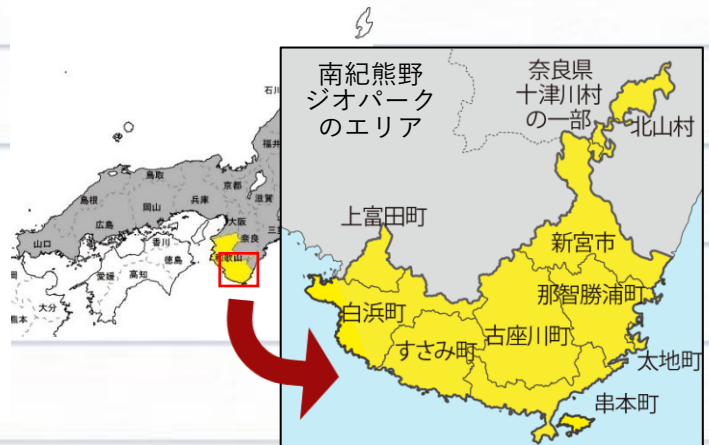 南紀熊野
ジオパーク
のエリア
奈良県
十津川村
の一部
北山村
上富田町
新宮市
那智勝浦町
白浜町
すさみ町
古座川町
太地町
串本町
石川
福井
鳥取
京都
島根
岡山
兵庫
滋賀
広島
大阪
三重
山口
奈良
香川
徳島
和歌山
愛媛
高知
大分
熊本